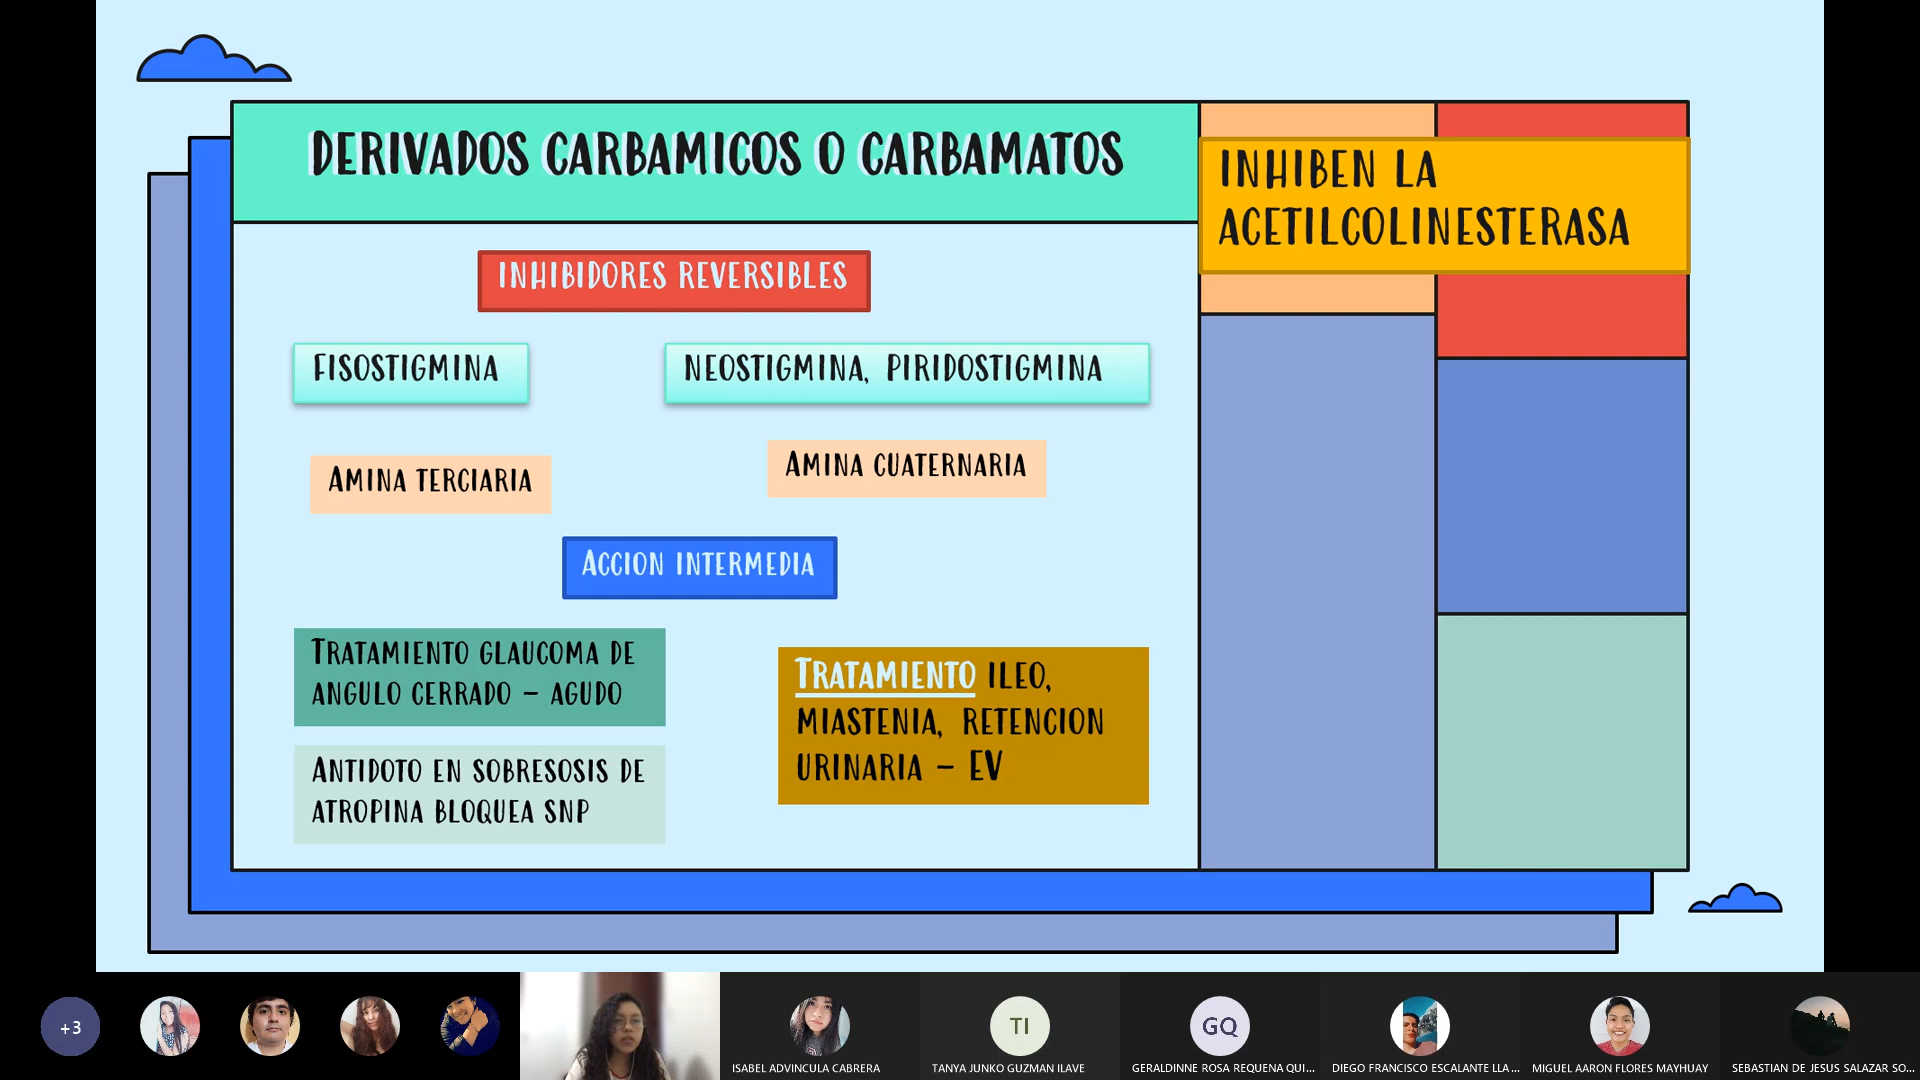 DERIVADOS CARBAMICOS O CARBAMATOS
INHIBEN LA
ACETILCOLINESTERASA
INHIBIDORES REVERSIBLES
FISOSTIGMINA
NEOSTIGMINA, PIRIDOSTIGMINA
AMINA TERCIARIA
AMINA CUATERNARIA
ACCION INTERMEDIA
TRATAMIENTO GLAUCOMA DE
ANGULO CERRADO – AGUDO
TRATAMIENTO ILEO,
MIASTENIA, RETENCION
URINARIA – EV
ANTIDOTO EN SOBRESOSIS DE
ATROPINA BLOQUEA SNP
+3
TI
GQ
ISABEL ADVINCULA CABRERA
TANYA JUNKO GUZMAN ILAVE
GERALDINNE ROSA REQUENA QUI...
DIEGO FRANCISCO ESCALANTE LLA...
MIGUEL AARON FLORES MAYHUAY
SEBASTIAN DE JESUS SALAZAR SO...